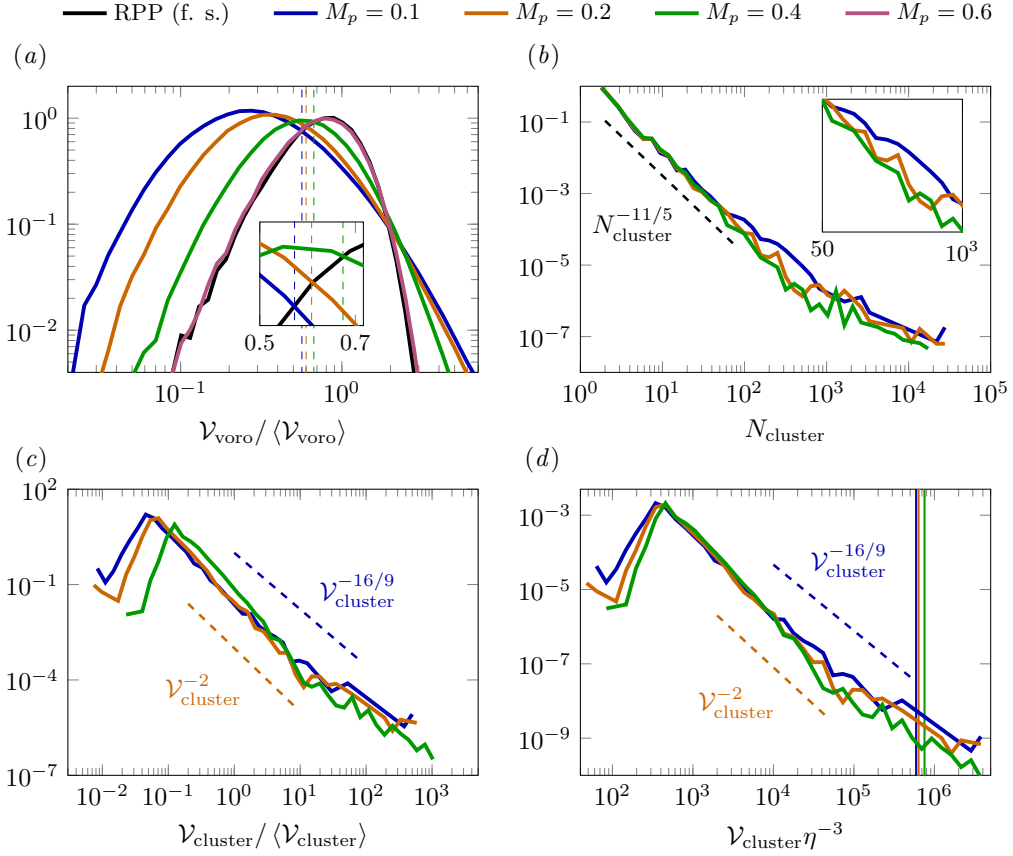 RPP (f. s.) M_p = 0.1 M_p = 0.2 M_p = 0.4 M_p = 0.6
(a)
10^0
10^{-1}
10^{-2}
10^{-1} 10^0
0.5 0.7
𝒱_voro / ⟨𝒱_voro⟩
(b)
10^{-1}
10^{-3}
10^{-5}
10^{-7}
10^0 10^1 10^2 10^3 10^4 10^5
N_cluster^{-11/5}
50 10^3
N_cluster
(c)
10^2
10^{-1}
10^{-4}
10^{-7}
10^{-2} 10^{-1} 10^0 10^1 10^2 10^3
𝒱_cluster^{-16/9}
𝒱_cluster^{-2}
𝒱_cluster / ⟨𝒱_cluster⟩
(d)
10^{-3}
10^{-5}
10^{-7}
10^{-9}
10^2 10^3 10^4 10^5 10^6
𝒱_cluster^{-16/9}
𝒱_cluster^{-2}
𝒱_cluster η^{-3}